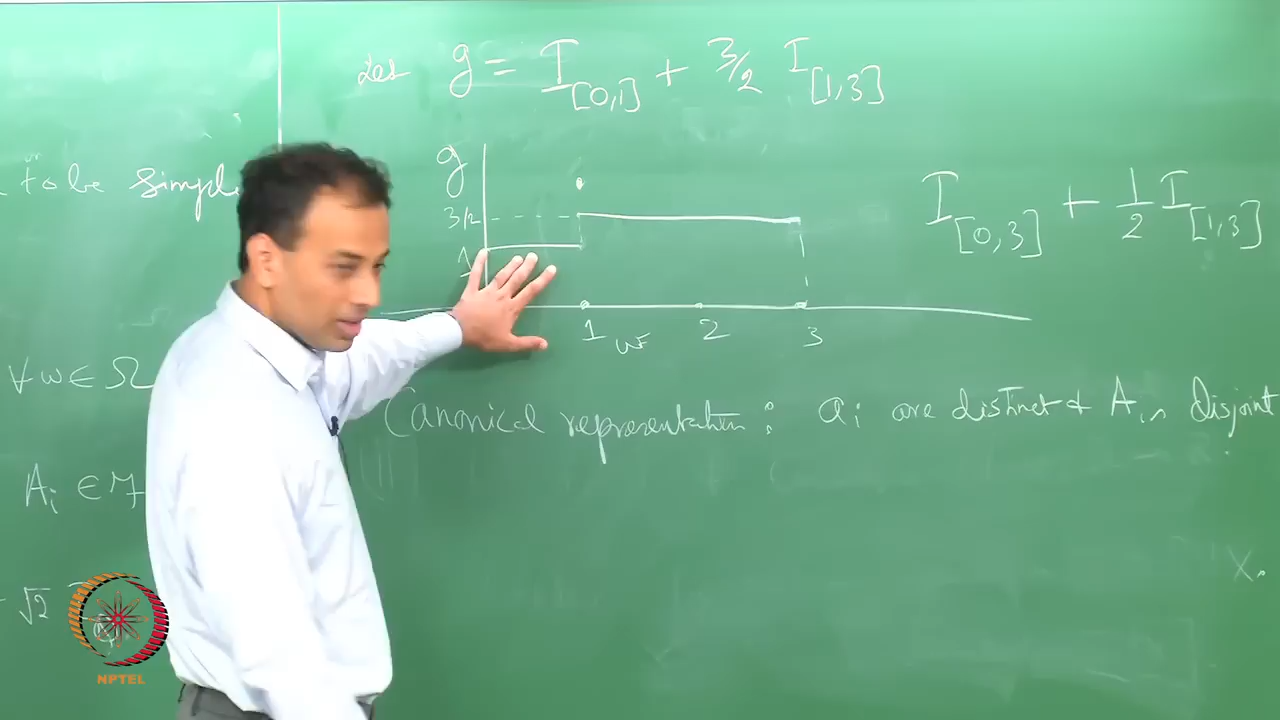 Let g = I[0,1] + 3/2 I[1,3]
to be simple
g
3/2
1
I[0,3] + 1/2 I[1,3]
1
2
3
∀ ω ∈ Ω
Canonical representation : ai are distinct & Ai, disjoint
Ai ∈ F
√2
X
NPTEL